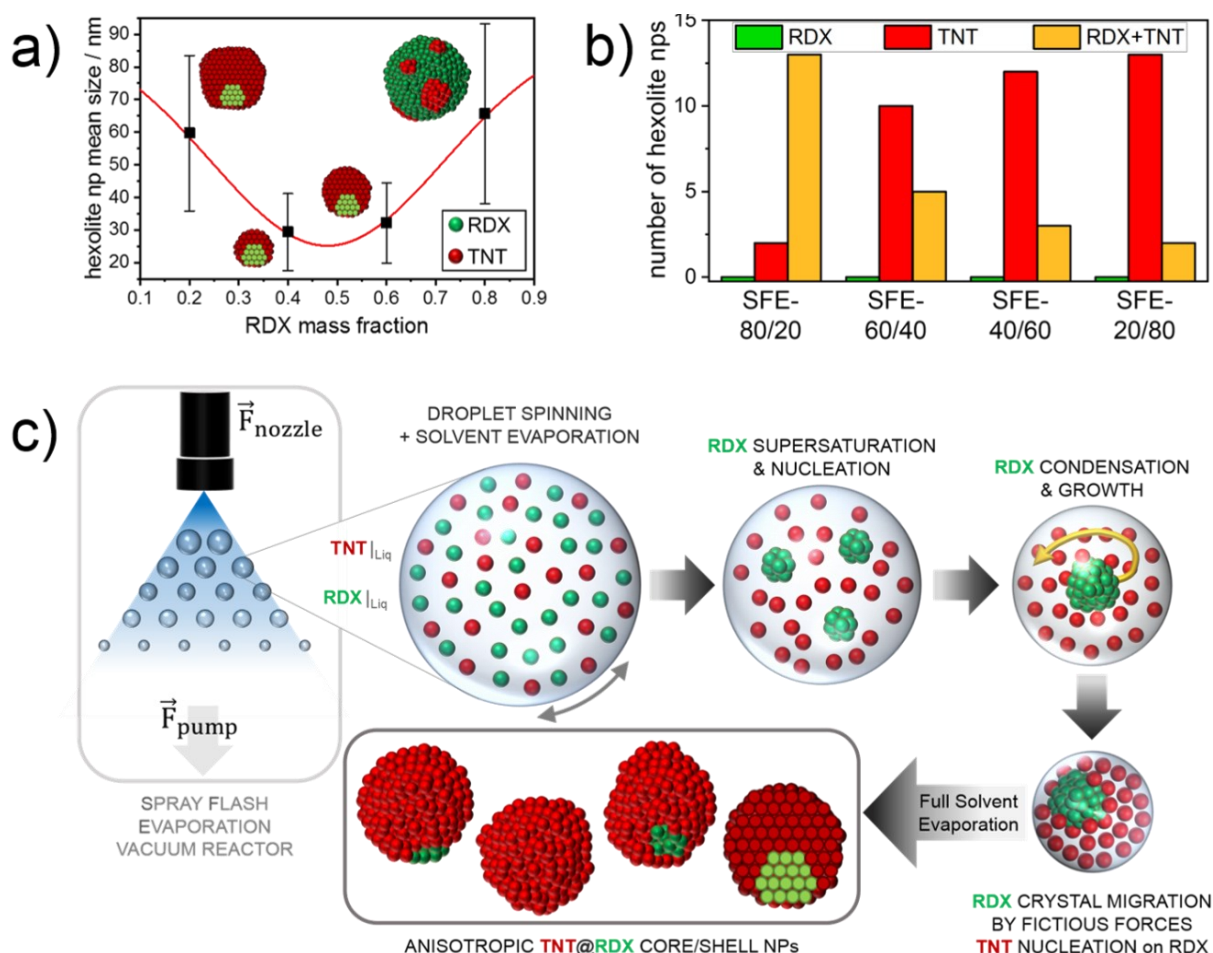 a)
hexolite np mean size / nm
90
80
70
60
50
40
30
20
0.1 0.2 0.3 0.4 0.5 0.6 0.7 0.8 0.9
RDX mass fraction
RDX
TNT
b)
number of hexolite nps
15
10
5
0
RDX TNT RDX+TNT
SFE- SFE- SFE- SFE-
80/20 60/40 40/60 20/80
c)
F⃗nozzle
F⃗pump
SPRAY FLASH
EVAPORATION
VACUUM REACTOR
DROPLET SPINNING
+ SOLVENT EVAPORATION
TNT|Liq
RDX|Liq
RDX SUPERSATURATION
& NUCLEATION
RDX CONDENSATION
& GROWTH
RDX CRYSTAL MIGRATION
BY FICTIOUS FORCES
TNT NUCLEATION on RDX
Full Solvent
Evaporation
ANISOTROPIC TNT@RDX CORE/SHELL NPs